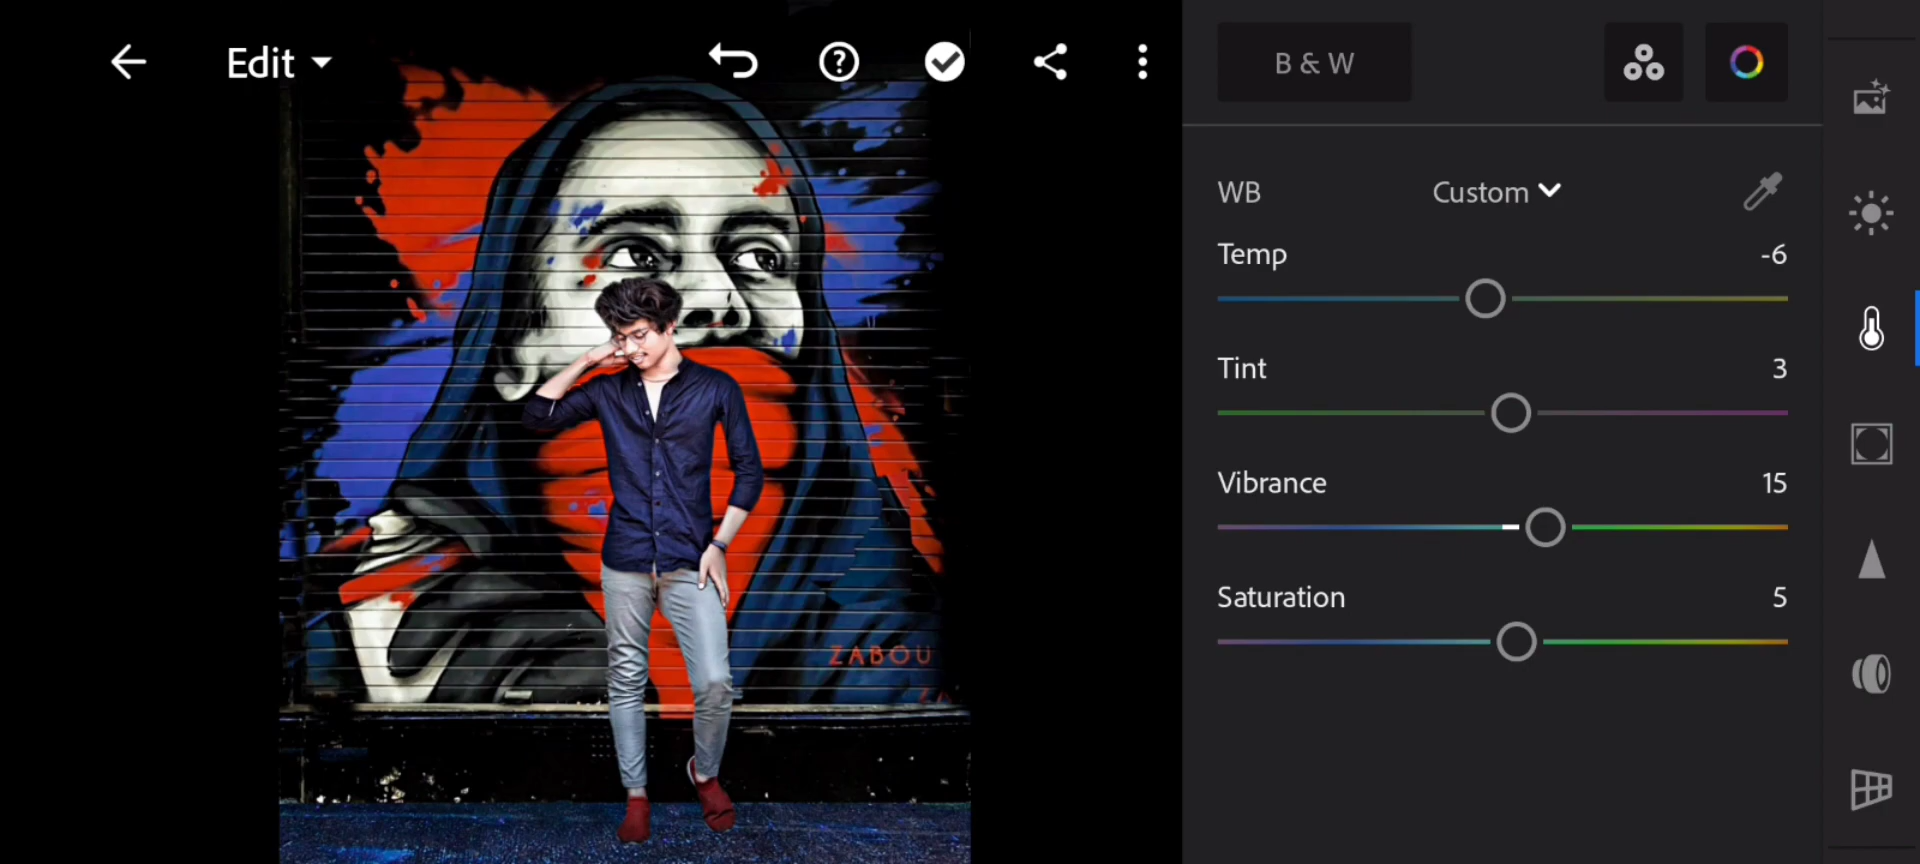 Edit
B & W
WB
Custom
Temp
-6
Tint
3
Vibrance
15
Saturation
5
ZABOU